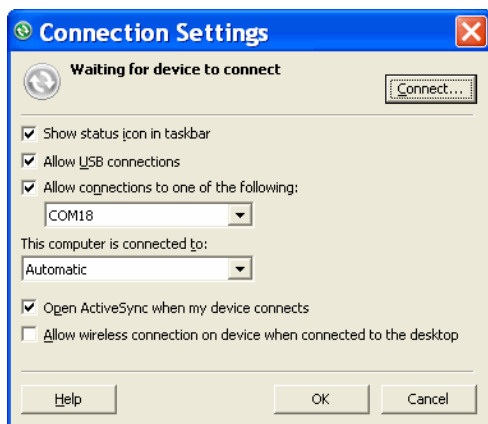 Connection Settings
Waiting for device to connect
Connect...
Show status icon in taskbar
Allow USB connections
Allow connections to one of the following:
COM18
This computer is connected to:
Automatic
Open ActiveSync when my device connects
Allow wireless connection on device when connected to the desktop
Help OK Cancel